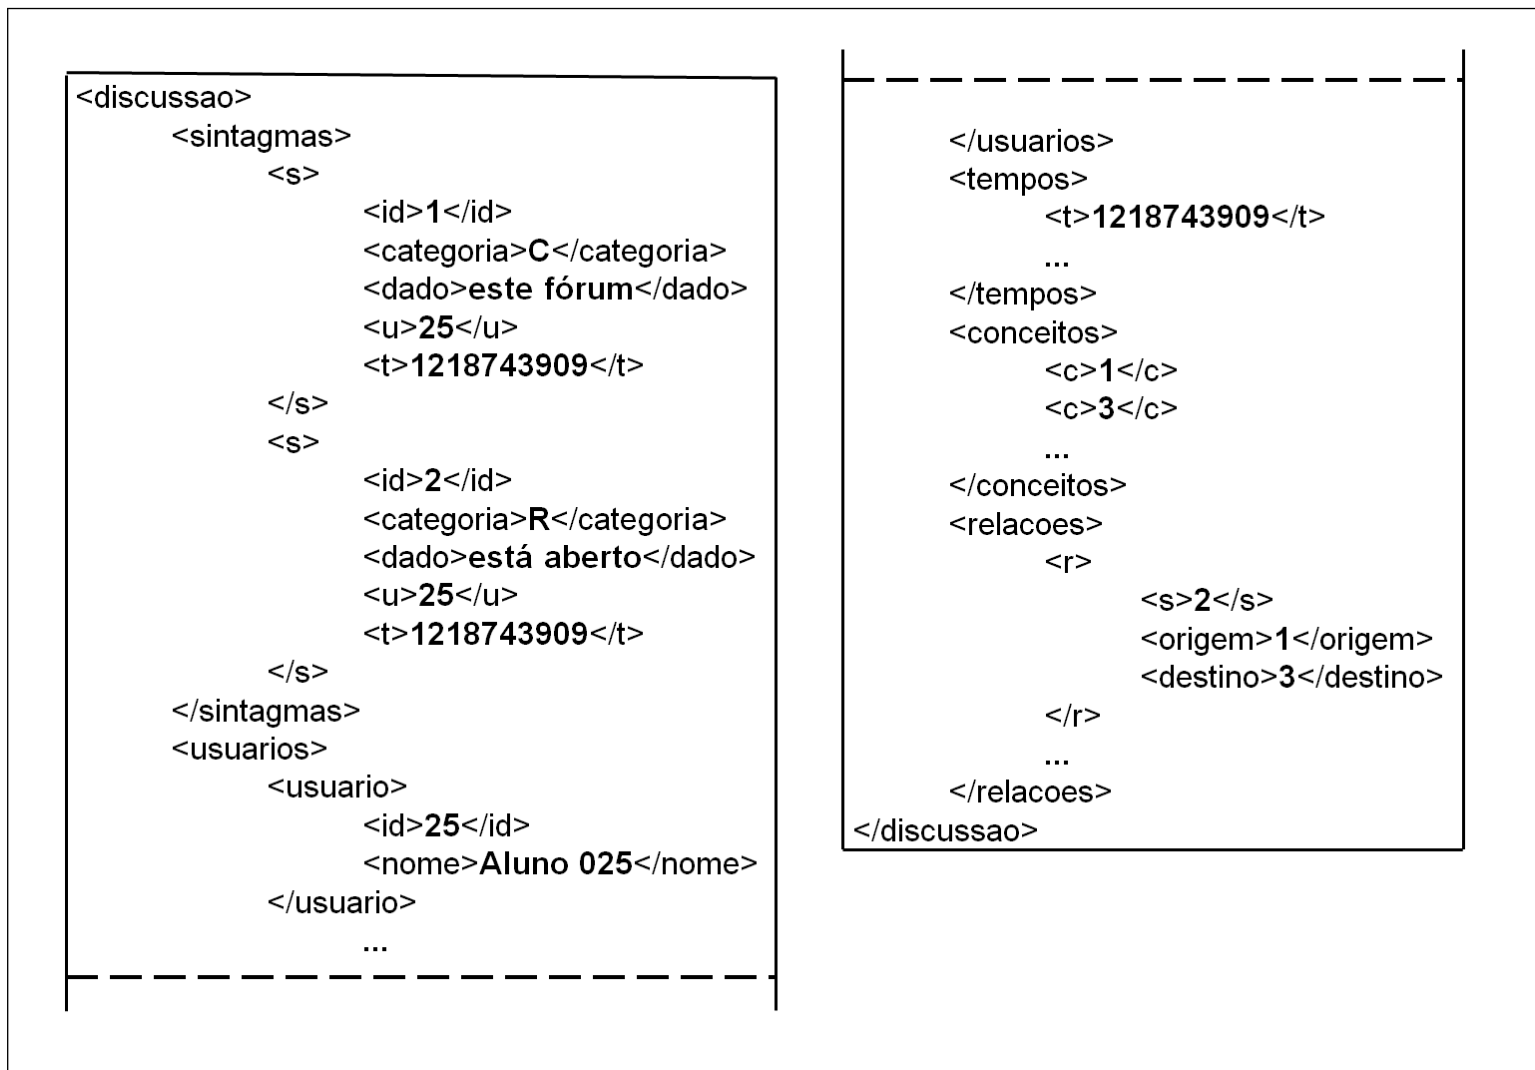 <discussao>
<sintagmas>
<s>
<id>1</id>
<categoria>C</categoria>
<dado>este fórum</dado>
<u>25</u>
<t>1218743909</t>
</s>
<s>
<id>2</id>
<categoria>R</categoria>
<dado>está aberto</dado>
<u>25</u>
<t>1218743909</t>
</s>
</sintagmas>
<usuarios>
<usuario>
<id>25</id>
<nome>Aluno 025</nome>
</usuario>
...
</usuarios>
<tempos>
<t>1218743909</t>
...
</tempos>
<conceitos>
<c>1</c>
<c>3</c>
...
</conceitos>
<relacoes>
<r>
<s>2</s>
<origem>1</origem>
<destino>3</destino>
</r>
...
</relacoes>
</discussao>